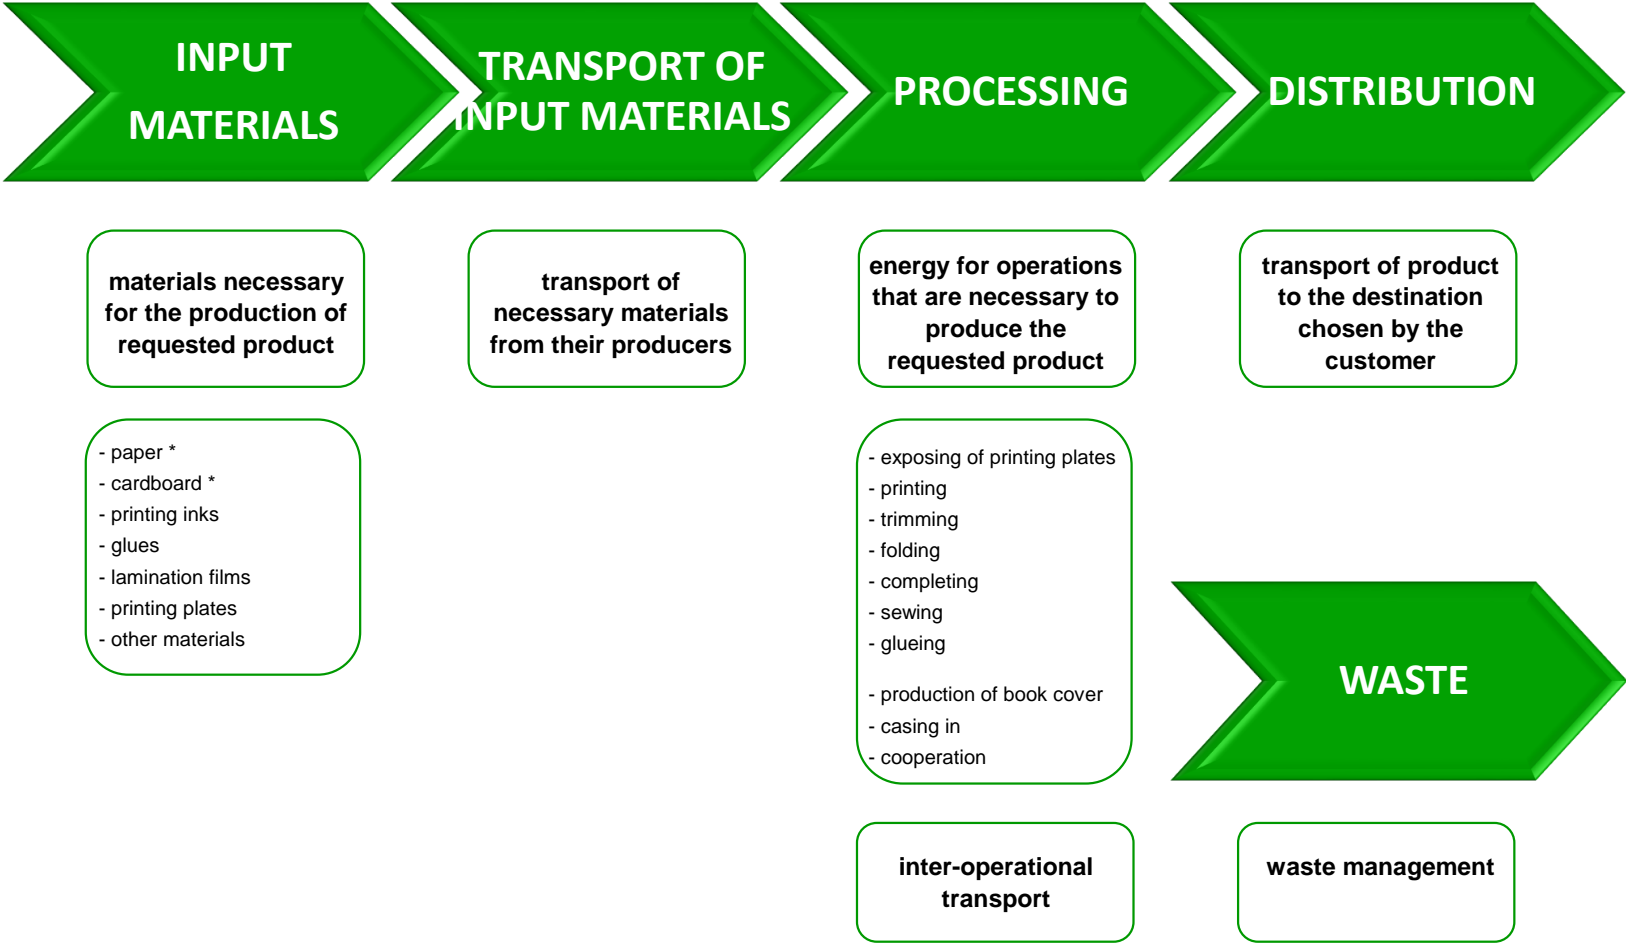 INPUT
MATERIALS
TRANSPORT OF
INPUT MATERIALS
PROCESSING
DISTRIBUTION
materials necessary
for the production of
requested product
transport of
necessary materials
from their producers
energy for operations
that are necessary to
produce the
requested product
transport of product
to the destination
chosen by the
customer
- paper *
- cardboard *
- printing inks
- glues
- lamination films
- printing plates
- other materials
- exposing of printing plates
- printing
- trimming
- folding
- completing
- sewing
- glueing
- production of book cover
- casing in
- cooperation
WASTE
inter-operational
transport
waste management